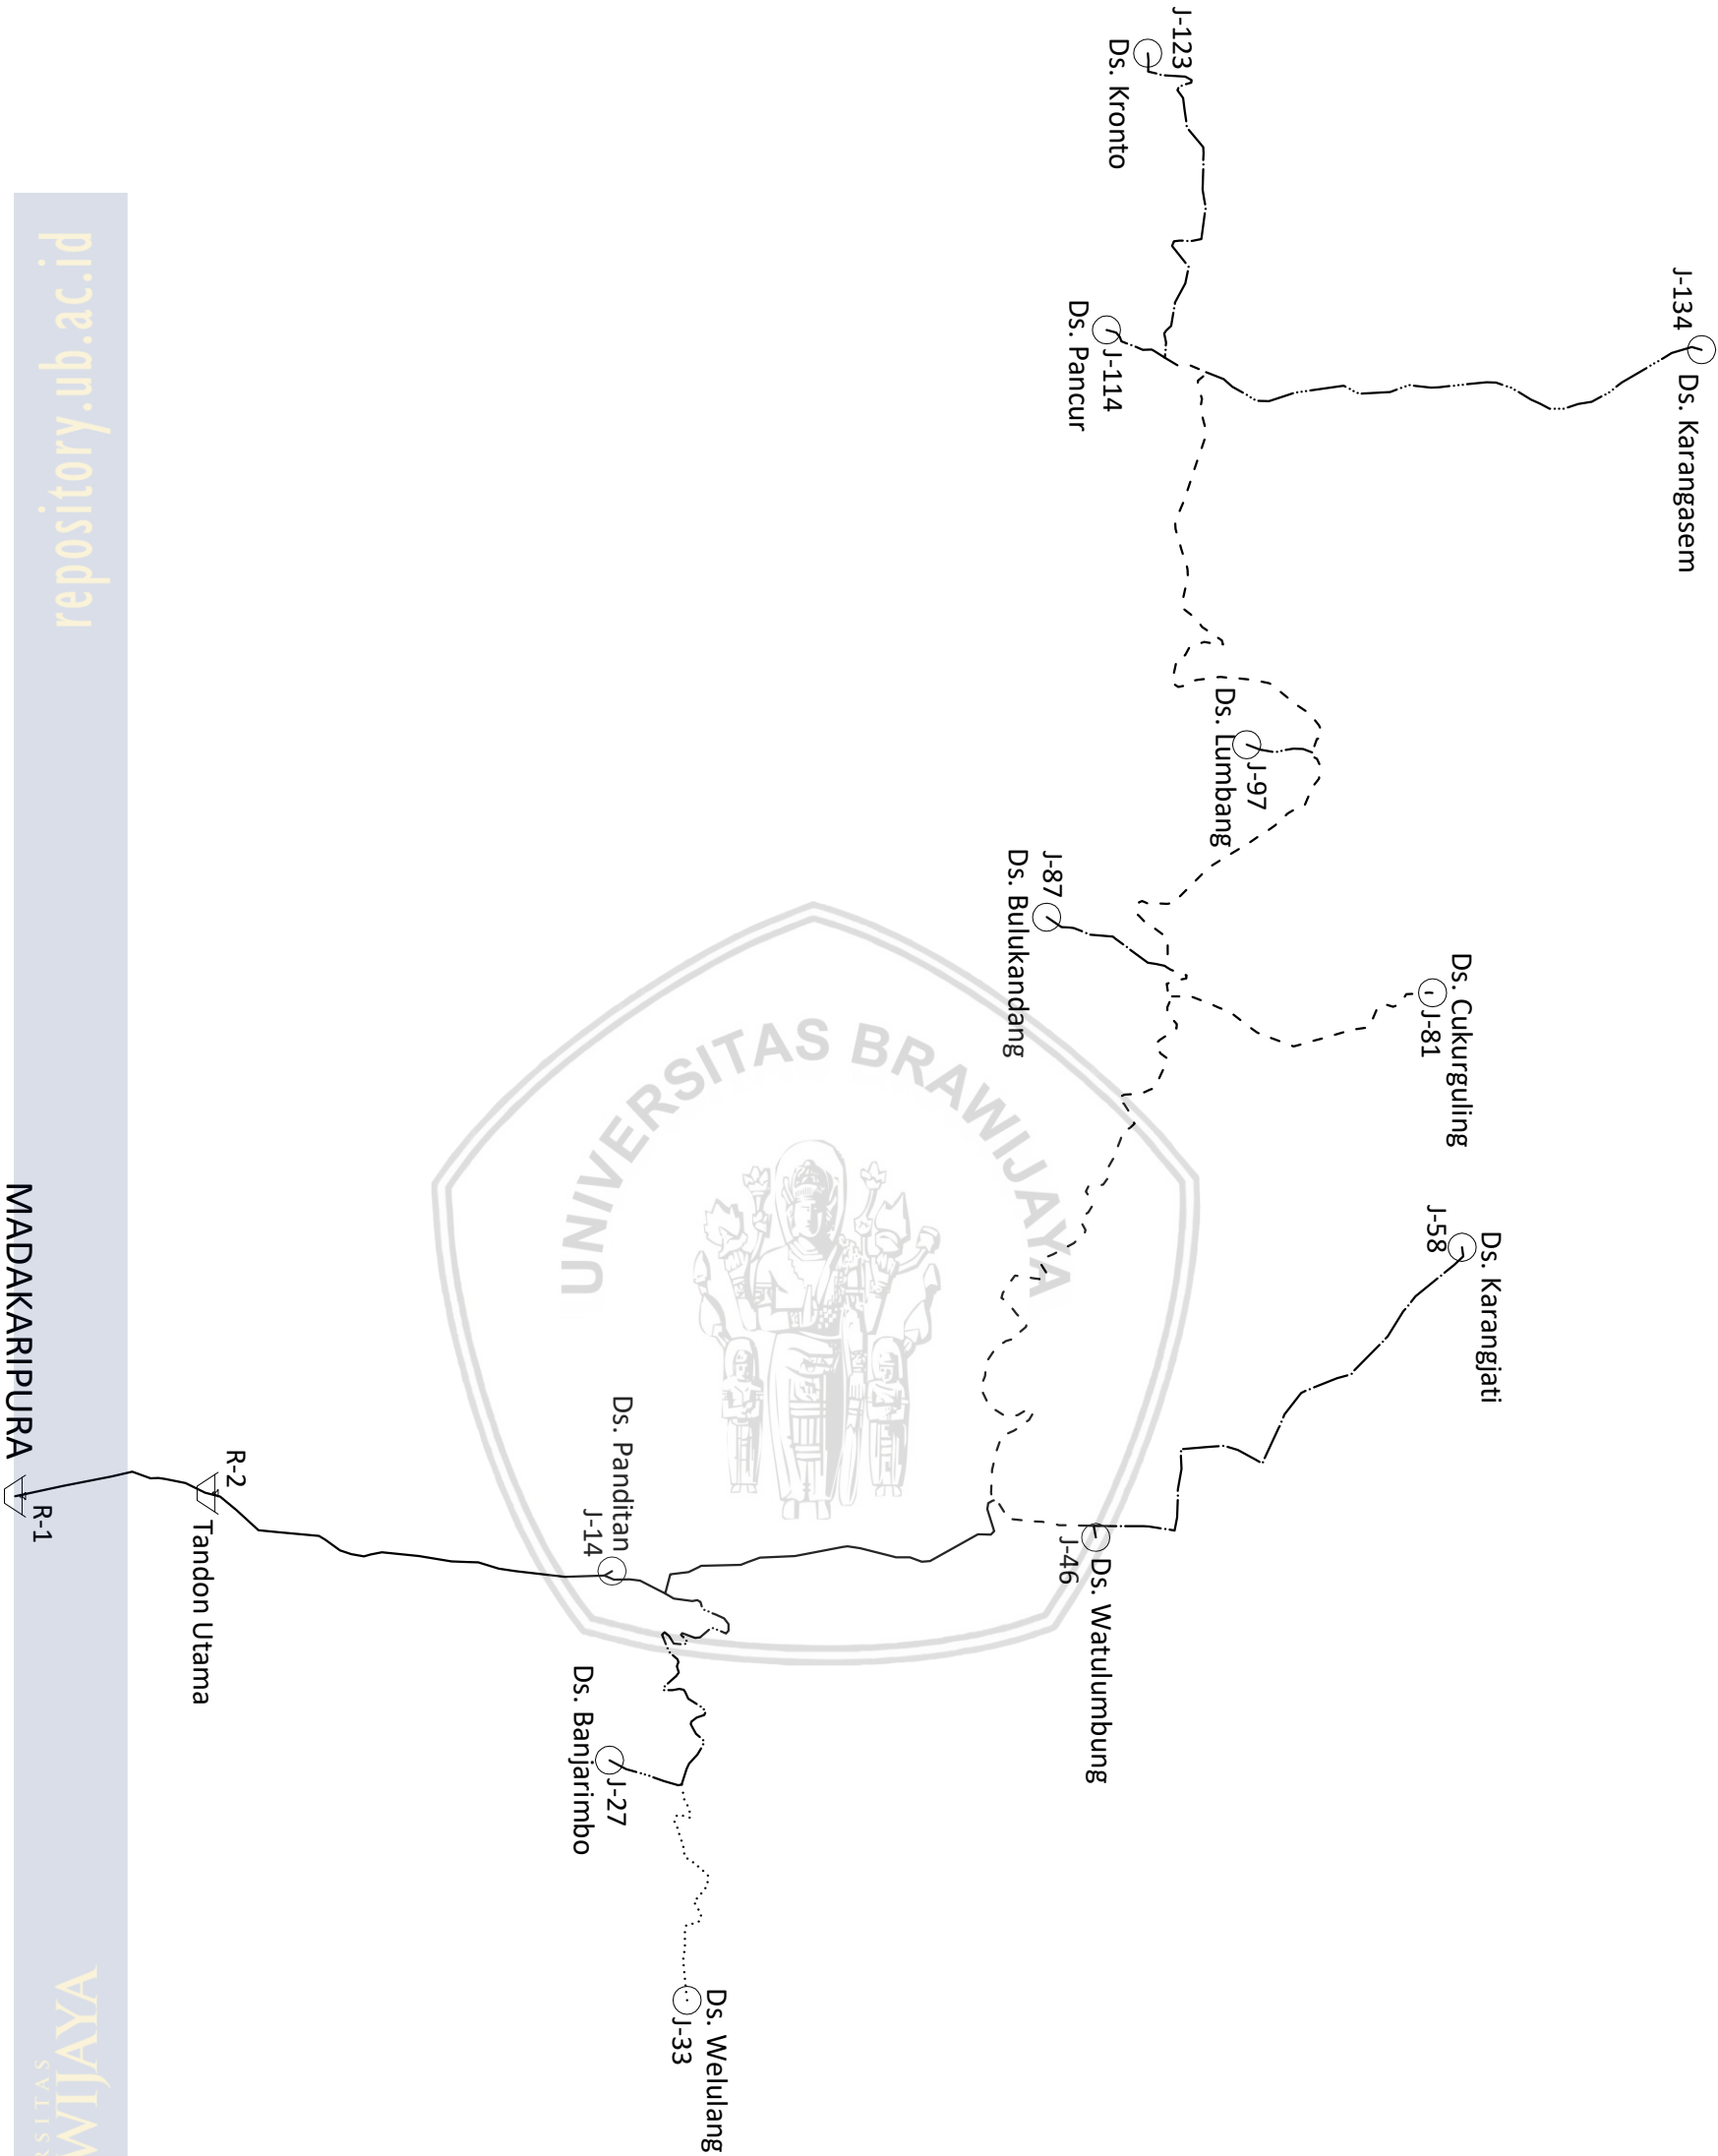 J-134
Ds. Karangasem
J-123
Ds. Kronto
J-114
Ds. Pancur
Ds. Lumbang
J-97
J-87
Ds. Bulukandang
Ds. Cukurguling
J-81
Ds. Karangjati
J-58
Ds. Watulumbung
J-46
Ds. Panditan
J-14
Ds. Banjarimbo
J-27
Ds. Welulang
J-33
R-2
Tandon Utama
MADAKARIPURA
R-1
UNIVERSITAS BRAWIJAYA
repository.ub.ac.id
RSITAS
WIJAYA